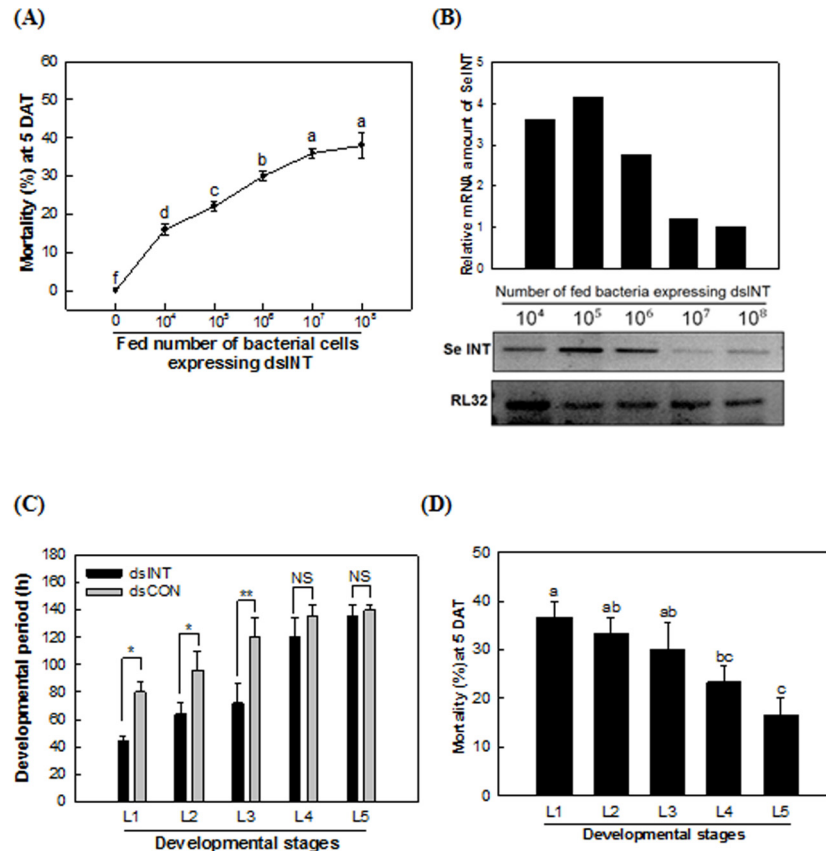 (A)
Mortality (%) at 5 DAT
60
50
40
30
20
10
0
f
d
c
b
a
a
0 10⁴ 10⁵ 10⁶ 10⁷ 10⁸
Fed number of bacterial cells
expressing dsINT
(B)
Relative mRNA amount of SeINT
5
4
3
2
1
0
Number of fed bacteria expressing dsINT
10⁴ 10⁵ 10⁶ 10⁷ 10⁸
Se INT
RL32
(C)
Developmental period (h)
180
160
140
120
100
80
60
40
20
0
dsINT
dsCON
*
*
**
NS
NS
L1 L2 L3 L4 L5
Developmental stages
(D)
Mortality (%) at 5 DAT
50
40
30
20
10
0
a
ab
ab
bc
c
L1 L2 L3 L4 L5
Developmental stages